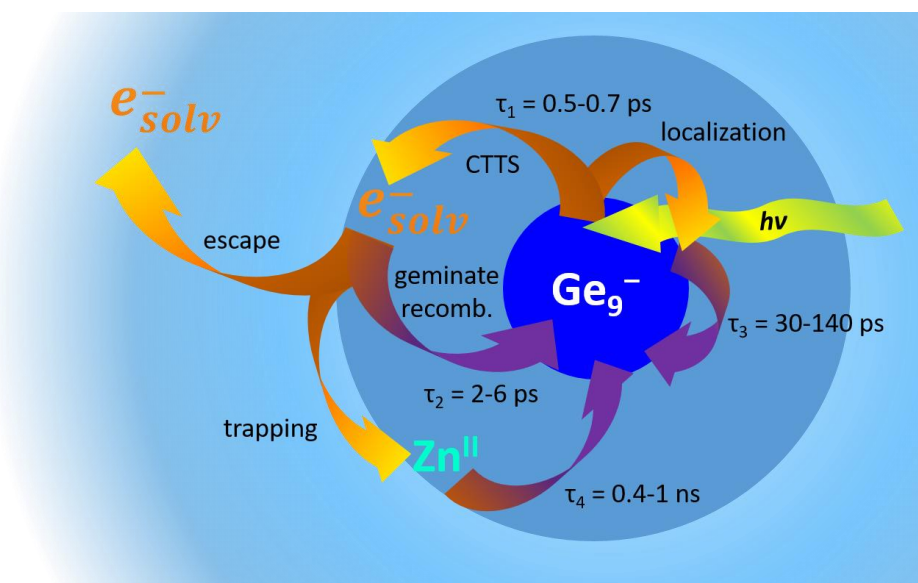 e⁻solv
τ₁ = 0.5-0.7 ps
localization
CTTS
e⁻solv
hν
escape
geminate
recomb.
Ge₉⁻
τ₃ = 30-140 ps
τ₂ = 2-6 ps
trapping
Znᴵᴵ
τ₄ = 0.4-1 ns